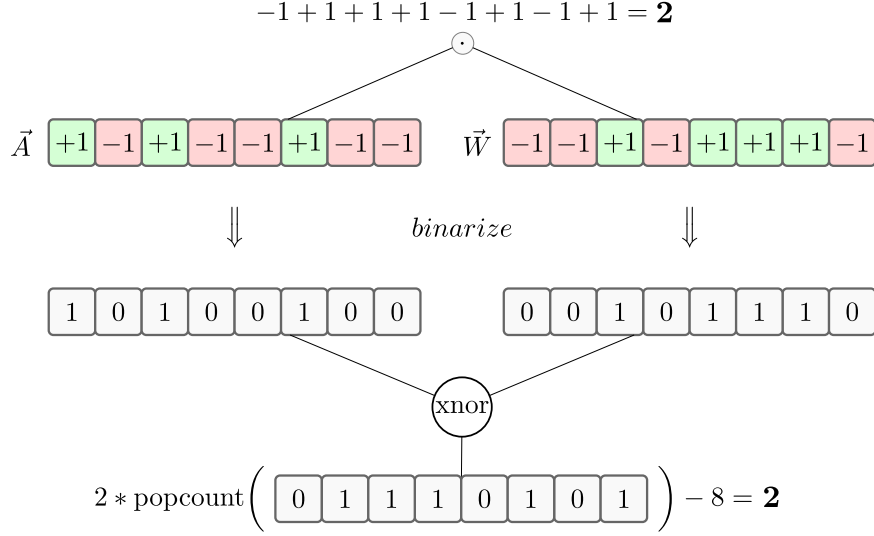 −1 + 1 + 1 + 1 − 1 + 1 − 1 + 1 = 2
·
A⃗ +1 −1 +1 −1 −1 +1 −1 −1 W⃗ −1 −1 +1 −1 +1 +1 +1 −1
⇓ binarize ⇓
1 0 1 0 0 1 0 0 0 0 1 0 1 1 1 0
xnor
2 ∗ popcount( 0 1 1 1 0 1 0 1 ) − 8 = 2